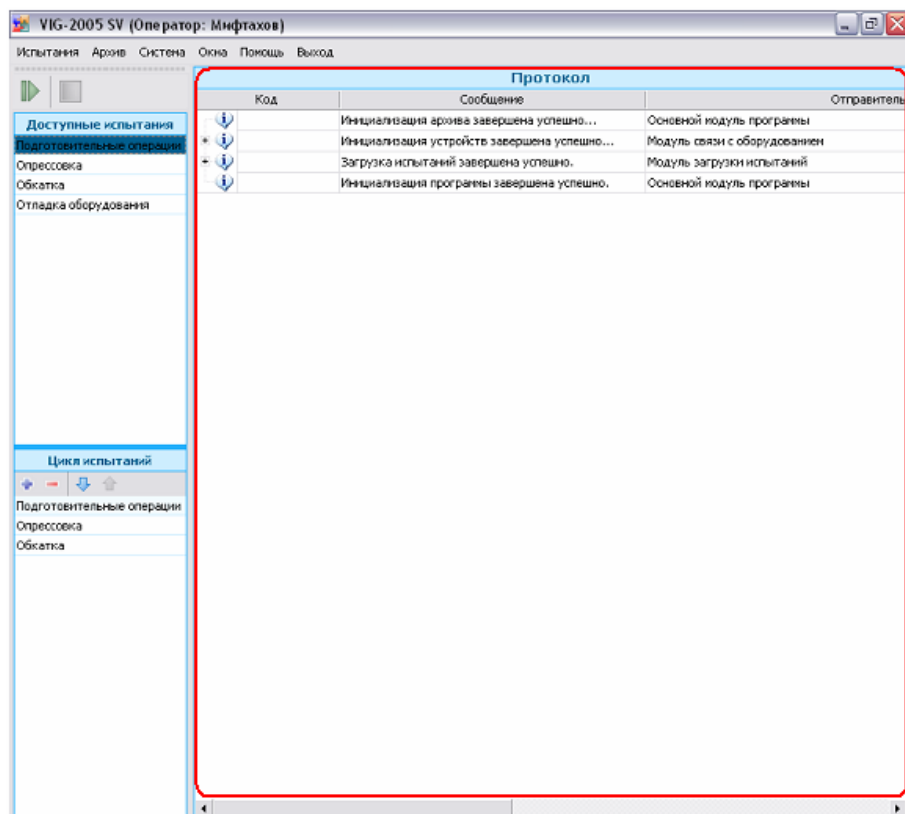 VIG-2005 SV (Оператор: Мифтахов)
Испытания Архив Система Окна Помощь Выход
Протокол
Код Сообщение Отправитель
Инициализация архива завершена успешно... Основной модуль программы
Инициализация устройств завершена успешно... Модуль связи с оборудованием
Загрузка испытаний завершена успешно. Модуль загрузки испытаний
Инициализация программы завершена успешно. Основной модуль программы
Доступные испытания
Подготовительные операции
Опрессовка
Обкатка
Отладка оборудования
Цикл испытаний
Подготовительные операции
Опрессовка
Обкатка